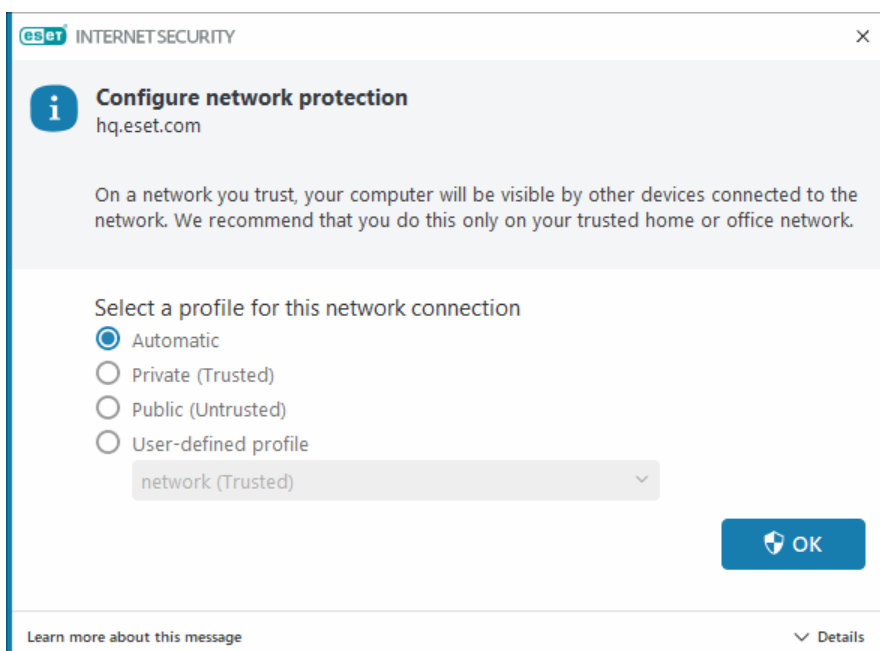 eset INTERNET SECURITY
Configure network protection
hq.eset.com
On a network you trust, your computer will be visible by other devices connected to the
network. We recommend that you do this only on your trusted home or office network.
Select a profile for this network connection
Automatic
Private (Trusted)
Public (Untrusted)
User-defined profile
network (Trusted)
OK
Learn more about this message
Details